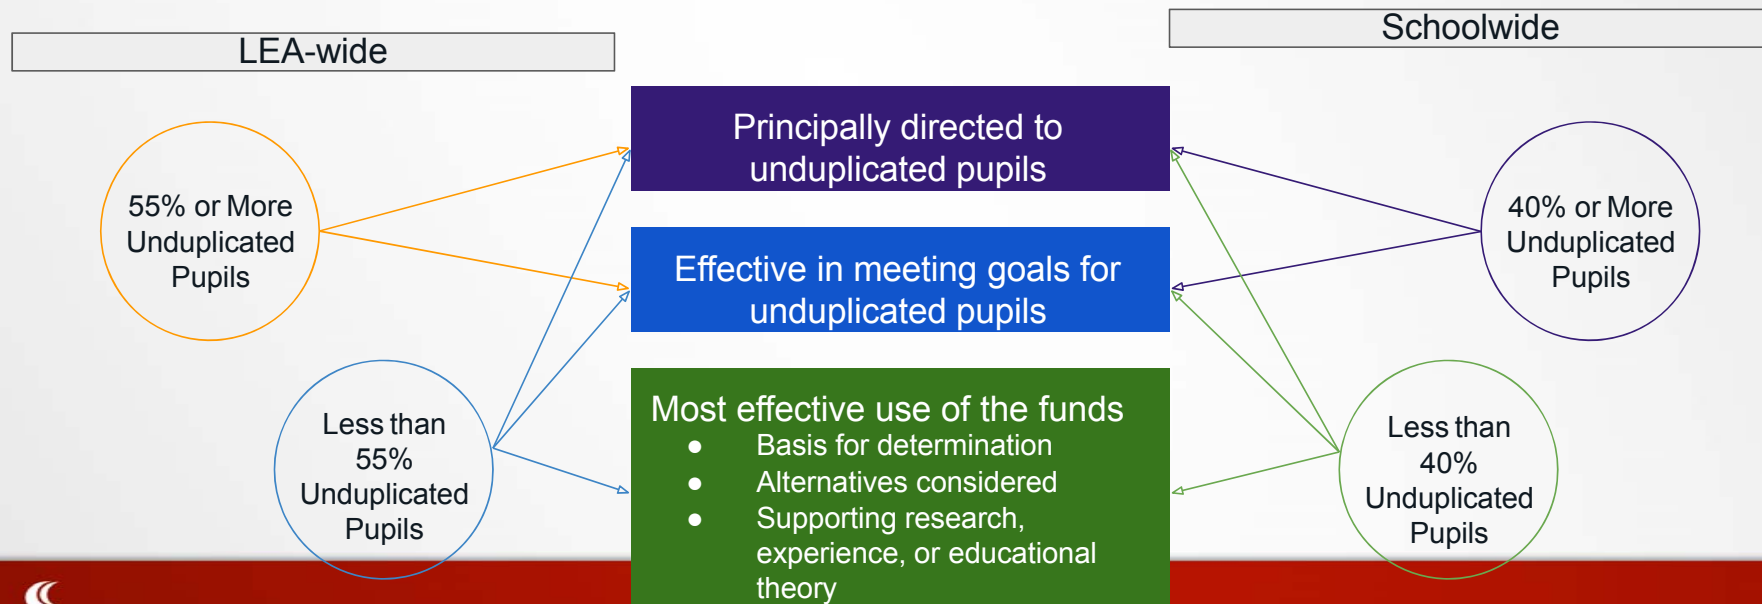 LEA-wide
Schoolwide
55% or More
Unduplicated
Pupils
Less than
55%
Unduplicated
Pupils
Principally directed to
unduplicated pupils
Effective in meeting goals for
unduplicated pupils
Most effective use of the funds
● Basis for determination
● Alternatives considered
● Supporting research,
experience, or educational
theory
40% or More
Unduplicated
Pupils
Less than
40%
Unduplicated
Pupils